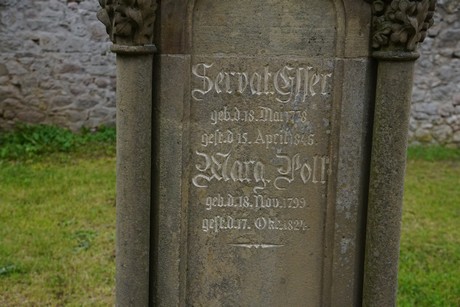 Servat. Esser
geb. d. 18. Mai 1778
gest. d. 15. April 1846
Marg. Poll
geb. d. 18. Nov. 1799
gest. d. 17. Okt. 1824.